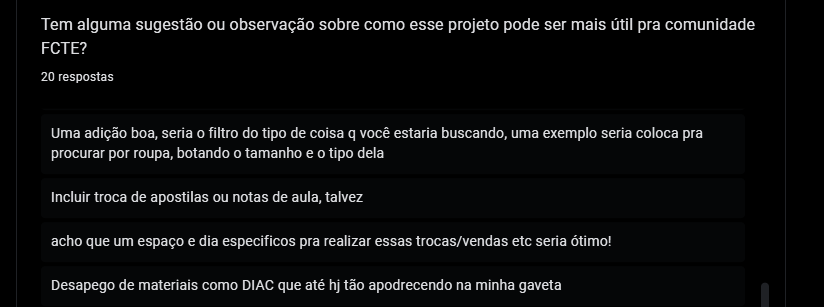 Tem alguma sugestão ou observação sobre como esse projeto pode ser mais útil pra comunidade
FCTE?
20 respostas
Uma adição boa, seria o filtro do tipo de coisa q você estaria buscando, uma exemplo seria coloca pra
procurar por roupa, botando o tamanho e o tipo dela
Incluir troca de apostilas ou notas de aula, talvez
acho que um espaço e dia especificos pra realizar essas trocas/vendas etc seria ótimo!
Desapego de materiais como DIAC que até hj tão apodrecendo na minha gaveta